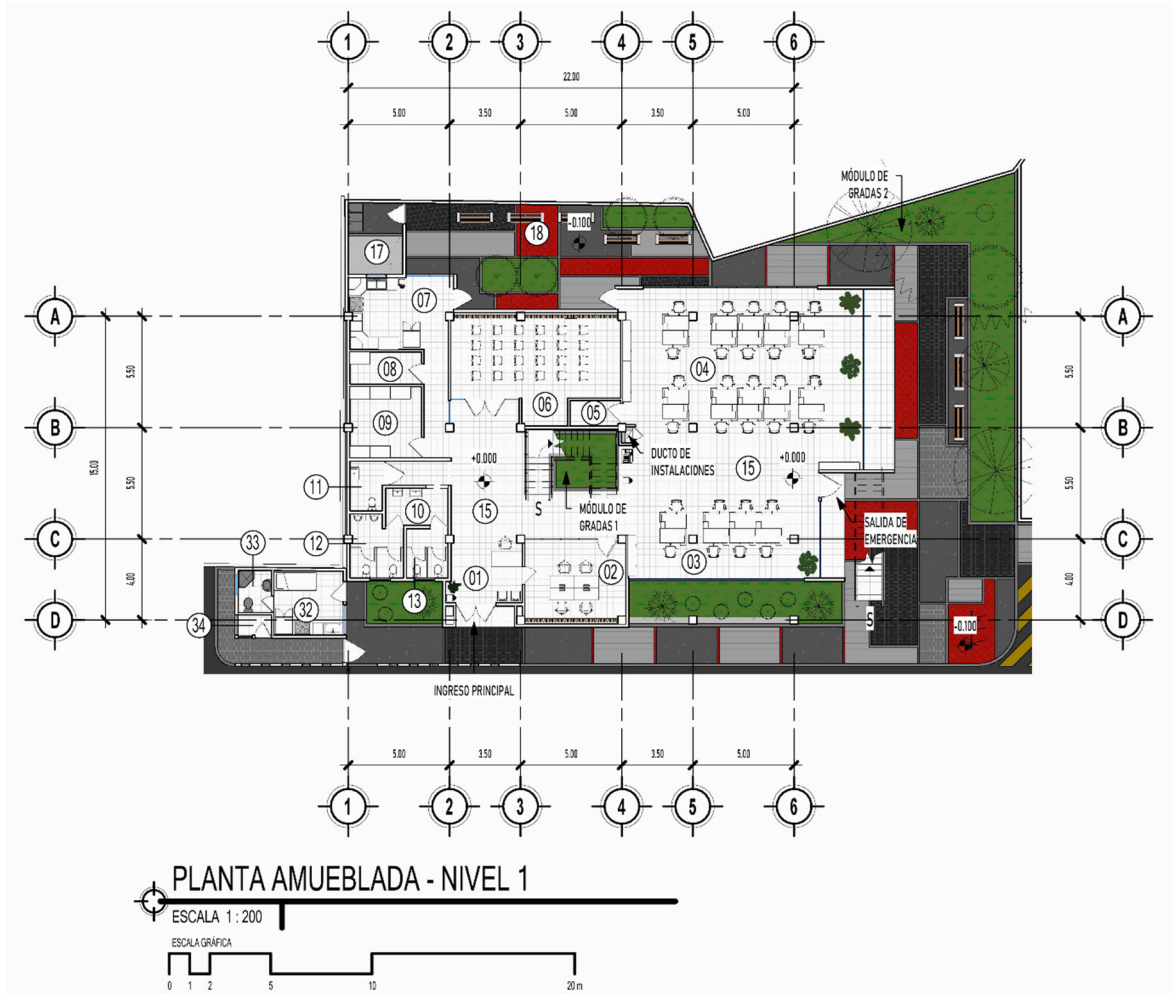 1 2 3 4 5 6
22.00
5.00 3.50 5.00 3.50 5.00
MÓDULO DE
GRADAS 2
-0.100
18
17
07
A A
08
04
5.50 5.50
06
05
09
B B
15.00
+0.000
DUCTO DE
INSTALACIONES
+0.000
15
11
5.50 5.50
10
15
S
MÓDULO DE
GRADAS 1
SALIDA DE
EMERGENCIA
12
C C
33
02
03
01
4.00 4.00
32
13
34
D D
S
-0.100
INGRESO PRINCIPAL
5.00 3.50 5.00 3.50 5.00
1 2 3 4 5 6
PLANTA AMUEBLADA - NIVEL 1
ESCALA 1 : 200
ESCALA GRÁFICA
0 1 2 5 10 20 m